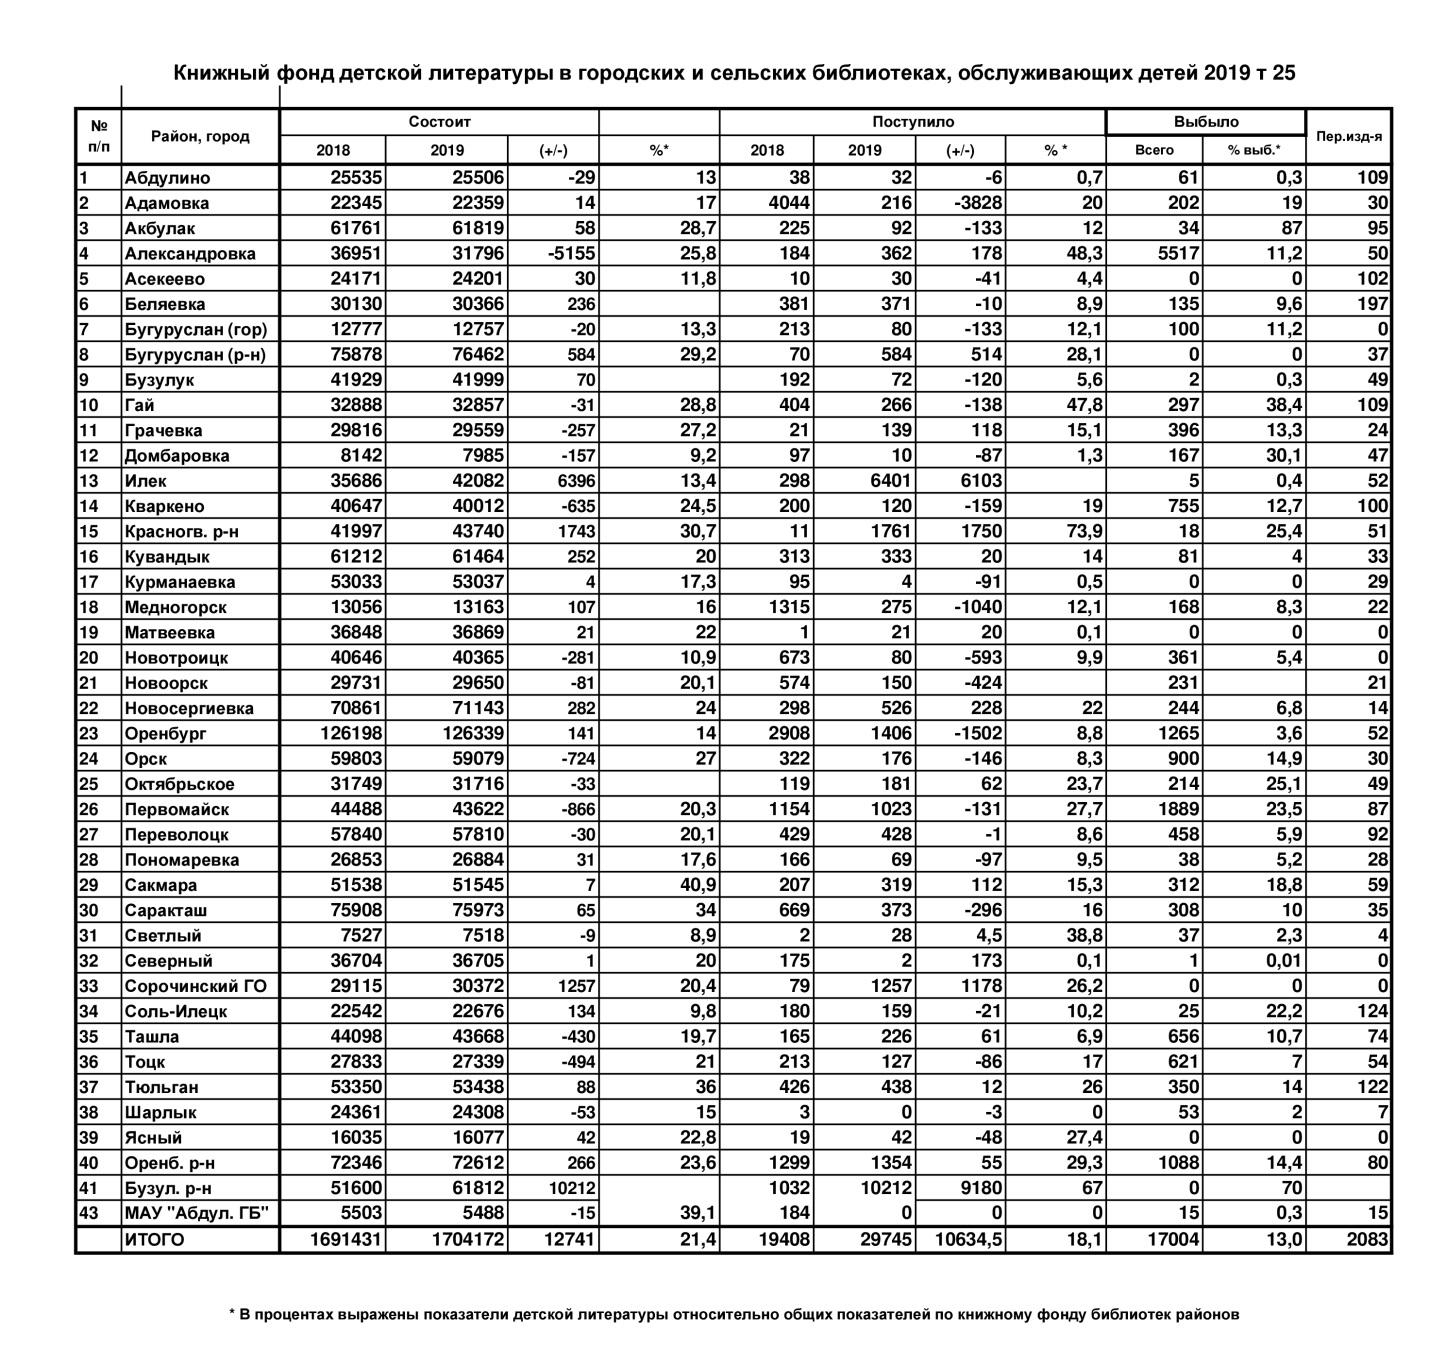 Книжный фонд детской литературы в городских и сельских библиотеках, обслуживающих детей 2019 т 25
№ п/п Район, город Состоит Поступило Выбыло Пер.изд-я
2018 2019 (+/-) %* 2018 2019 (+/-) % * Всего % выб.*
1 Абдулино 25535 25506 -29 13 38 32 -6 0,7 61 0,3 109
2 Адамовка 22345 22359 14 17 4044 216 -3828 20 202 19 30
3 Акбулак 61761 61819 58 28,7 225 92 -133 12 34 87 95
4 Александровка 36951 31796 -5155 25,8 184 362 178 48,3 5517 11,2 50
5 Асекеево 24171 24201 30 11,8 10 30 -41 4,4 0 0 102
6 Беляевка 30130 30366 236 381 371 -10 8,9 135 9,6 197
7 Бугуруслан (гор) 12777 12757 -20 13,3 213 80 -133 12,1 100 11,2 0
8 Бугуруслан (р-н) 75878 76462 584 29,2 70 584 514 28,1 0 0 37
9 Бузулук 41929 41999 70 192 72 -120 5,6 2 0,3 49
10 Гай 32888 32857 -31 28,8 404 266 -138 47,8 297 38,4 109
11 Грачевка 29816 29559 -257 27,2 21 139 118 15,1 396 13,3 24
12 Домбаровка 8142 7985 -157 9,2 97 10 -87 1,3 167 30,1 47
13 Илек 35686 42082 6396 13,4 298 6401 6103 5 0,4 52
14 Кваркено 40647 40012 -635 24,5 200 120 -159 19 755 12,7 100
15 Красногв. р-н 41997 43740 1743 30,7 11 1761 1750 73,9 18 25,4 51
16 Кувандык 61212 61464 252 20 313 333 20 14 81 4 33
17 Курманаевка 53033 53037 4 17,3 95 4 -91 0,5 0 0 29
18 Медногорск 13056 13163 107 16 1315 275 -1040 12,1 168 8,3 22
19 Матвеевка 36848 36869 21 22 1 21 20 0,1 0 0 0
20 Новотроицк 40646 40365 -281 10,9 673 80 -593 9,9 361 5,4 0
21 Новоорск 29731 29650 -81 20,1 574 150 -424 231 21
22 Новосергиевка 70861 71143 282 24 298 526 228 22 244 6,8 14
23 Оренбург 126198 126339 141 14 2908 1406 -1502 8,8 1265 3,6 52
24 Орск 59803 59079 -724 27 322 176 -146 8,3 900 14,9 30
25 Октябрьское 31749 31716 -33 119 181 62 23,7 214 25,1 49
26 Первомайск 44488 43622 -866 20,3 1154 1023 -131 27,7 1889 23,5 87
27 Переволоцк 57840 57810 -30 20,1 429 428 -1 8,6 458 5,9 92
28 Пономаревка 26853 26884 31 17,6 166 69 -97 9,5 38 5,2 28
29 Сакмара 51538 51545 7 40,9 207 319 112 15,3 312 18,8 59
30 Саракташ 75908 75973 65 34 669 373 -296 16 308 10 35
31 Светлый 7527 7518 -9 8,9 2 28 4,5 38,8 37 2,3 4
32 Северный 36704 36705 1 20 175 2 173 0,1 1 0,01 0
33 Сорочинский ГО 29115 30372 1257 20,4 79 1257 1178 26,2 0 0 0
34 Соль-Илецк 22542 22676 134 9,8 180 159 -21 10,2 25 22,2 124
35 Ташла 44098 43668 -430 19,7 165 226 61 6,9 656 10,7 74
36 Тоцк 27833 27339 -494 21 213 127 -86 17 621 7 54
37 Тюльган 53350 53438 88 36 426 438 12 26 350 14 122
38 Шарлык 24361 24308 -53 15 3 0 -3 0 53 2 7
39 Ясный 16035 16077 42 22,8 19 42 -48 27,4 0 0 0
40 Оренб. р-н 72346 72612 266 23,6 1299 1354 55 29,3 1088 14,4 80
41 Бузул. р-н 51600 61812 10212 1032 10212 9180 67 0 70
43 МАУ "Абдул. ГБ" 5503 5488 -15 39,1 184 0 0 0 15 0,3 15
ИТОГО 1691431 1704172 12741 21,4 19408 29745 10634,5 18,1 17004 13,0 2083
* В процентах выражены показатели детской литературы относительно общих показателей по книжному фонду библиотек районов